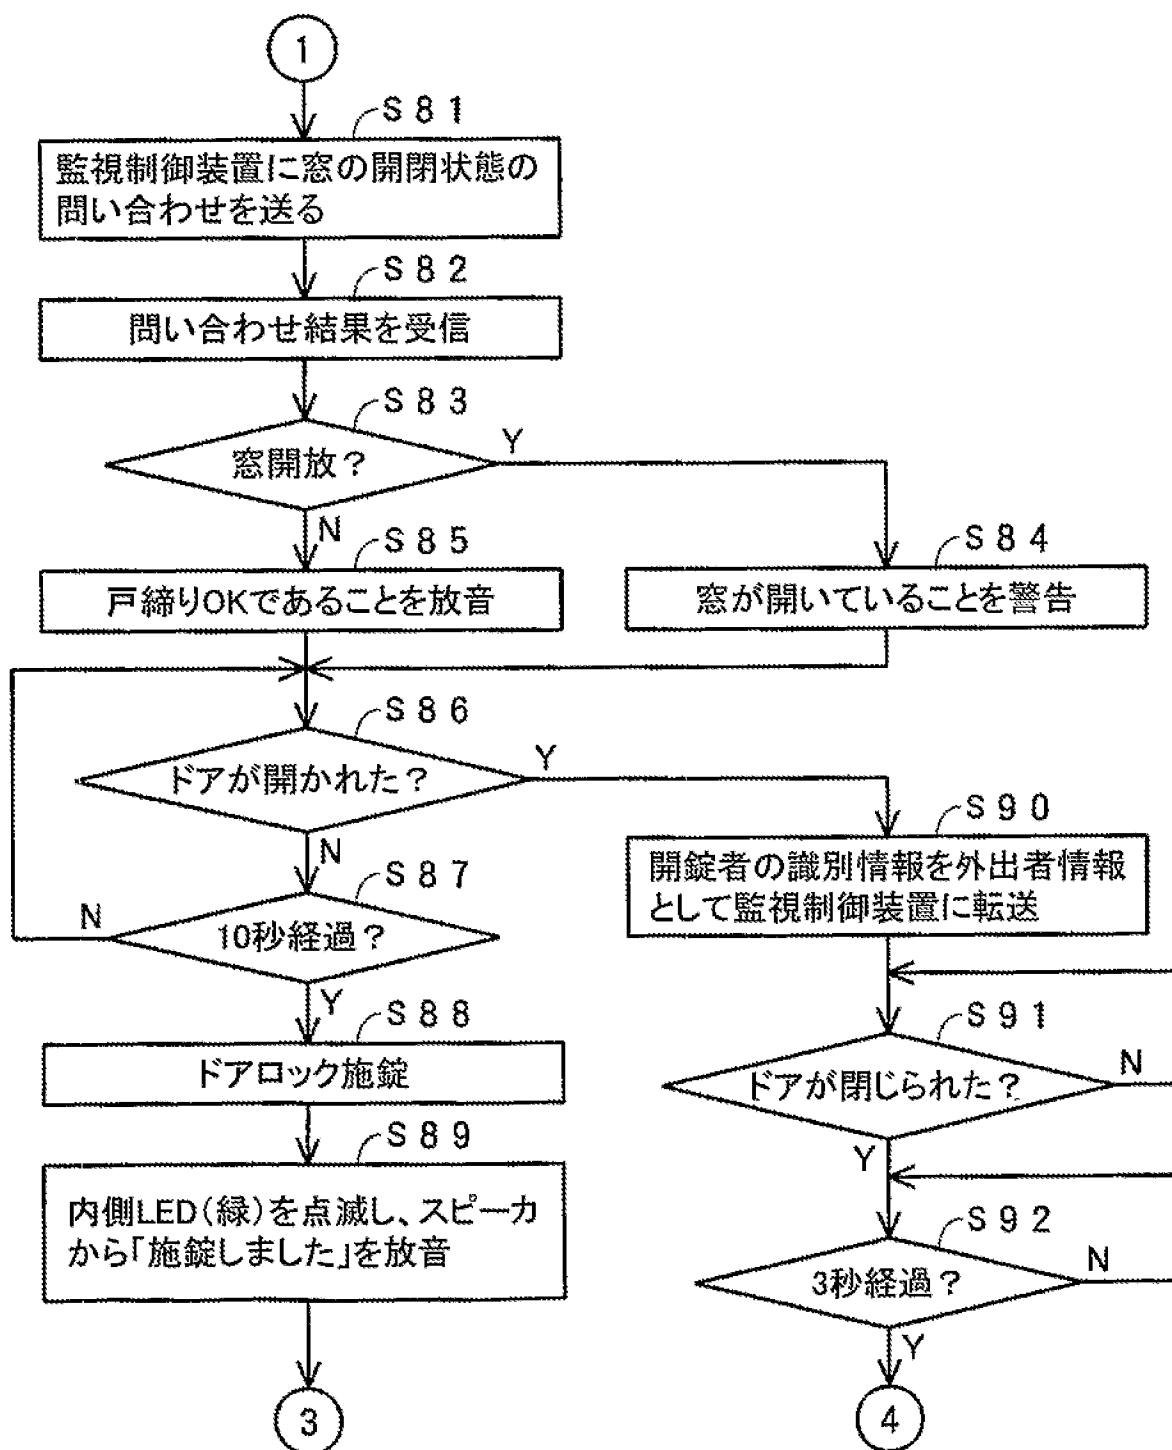 1
S81
監視制御装置に窓の開閉状態の
問い合わせを送る
S82
問い合わせ結果を受信
S83
窓開放？
Y
N
S85
戸締りOKであることを放音
S84
窓が開いていることを警告
S86
ドアが開かれた？
Y
N
S87
10秒経過？
N
Y
S88
ドアロック施錠
S89
内側LED（緑）を点滅し、スピーカ
から「施錠しました」を放音
3
S90
開錠者の識別情報を外出者情報
として監視制御装置に転送
S91
ドアが閉じられた？
N
Y
S92
3秒経過？
N
Y
4